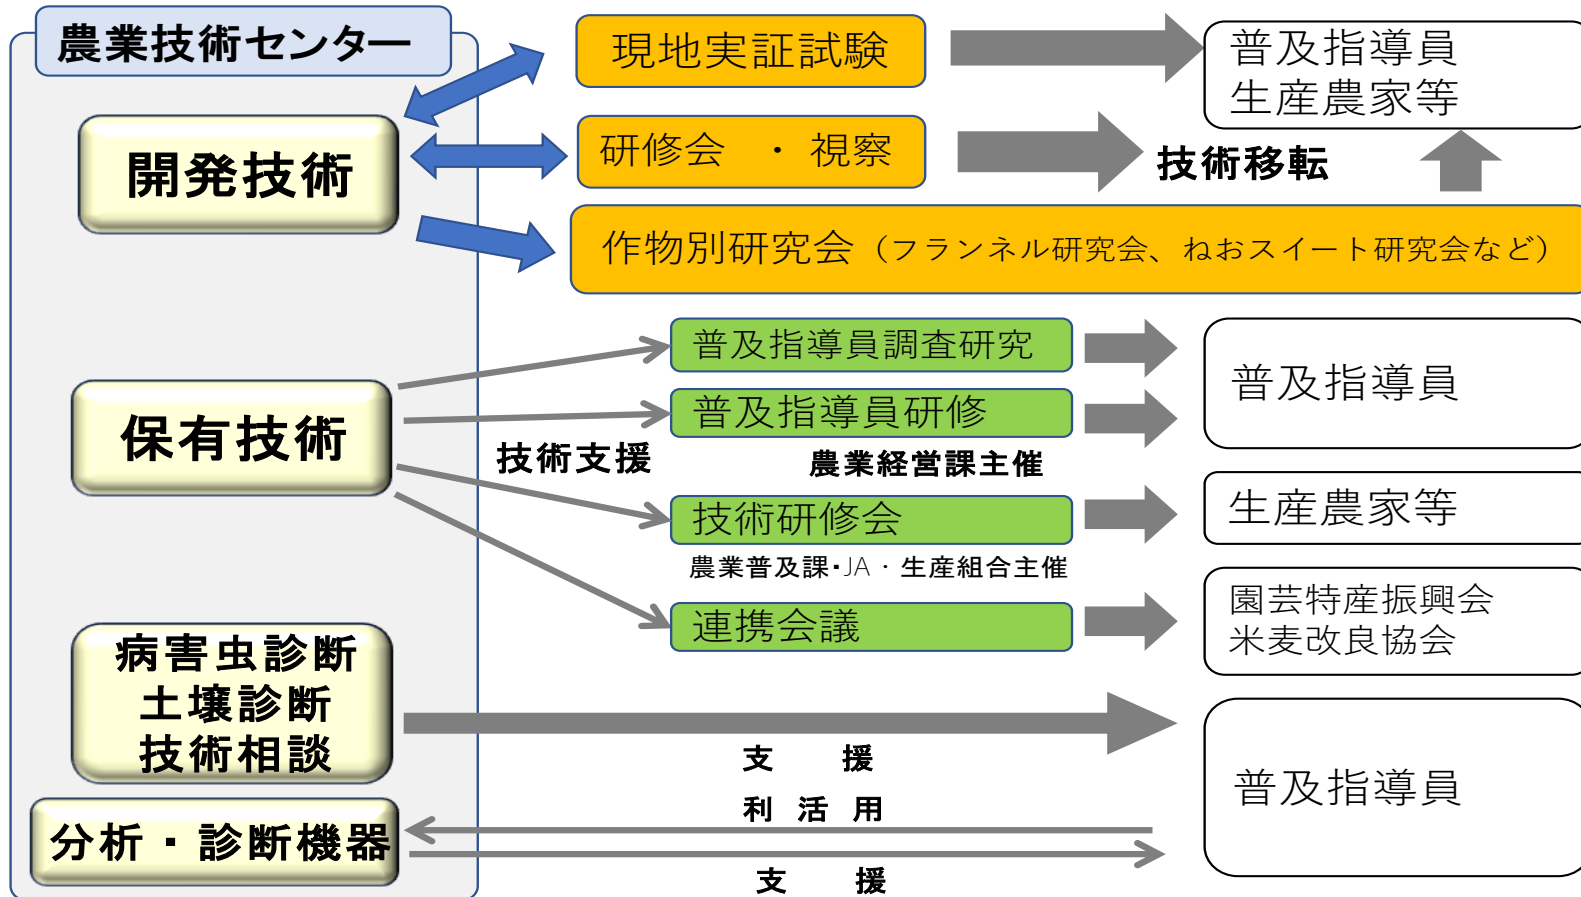 農業技術センター
現地実証試験
普及指導員
生産農家等
開発技術
研修会 ・ 視察
技術移転
作物別研究会（フランネル研究会、ねおスイート研究会など）
普及指導員調査研究
普及指導員
保有技術
普及指導員研修
技術支援
農業経営課主催
技術研修会
生産農家等
農業普及課・JA・生産組合主催
連携会議
園芸特産振興会
米麦改良協会
病害虫診断
土壌診断
技術相談
支 援
普及指導員
利 活 用
分析・診断機器
支 援